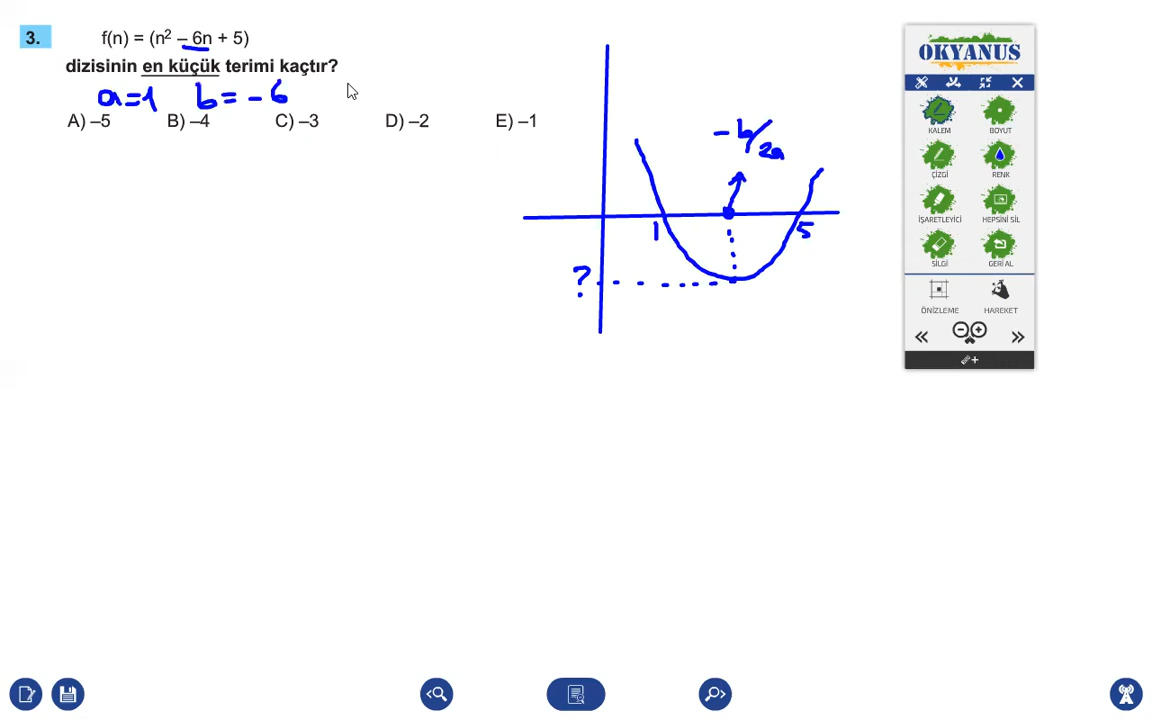 3.
f(n) = (n² – 6n + 5)
dizisinin en küçük terimi kaçtır?
a=1 b=-6
A) –5 B) –4 C) –3 D) –2 E) –1
-b/2a
1
5
?
OKYANUS
KALEM BOYUT
ÇİZGİ RENK
İŞARETLEYİCİ HEPSİNİ SİL
SİLGİ GERİ AL
ÖNİZLEME HAREKET